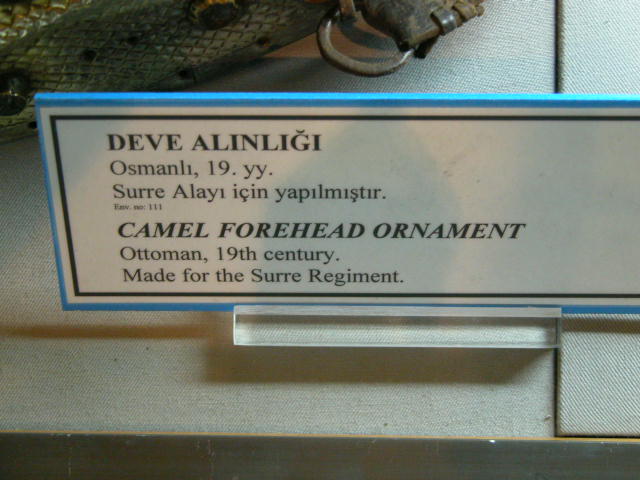 DEVE ALINLIĞI
Osmanlı, 19. yy.
Surre Alayı için yapılmıştır.
Env. no: 111
CAMEL FOREHEAD ORNAMENT
Ottoman, 19th century.
Made for the Surre Regiment.